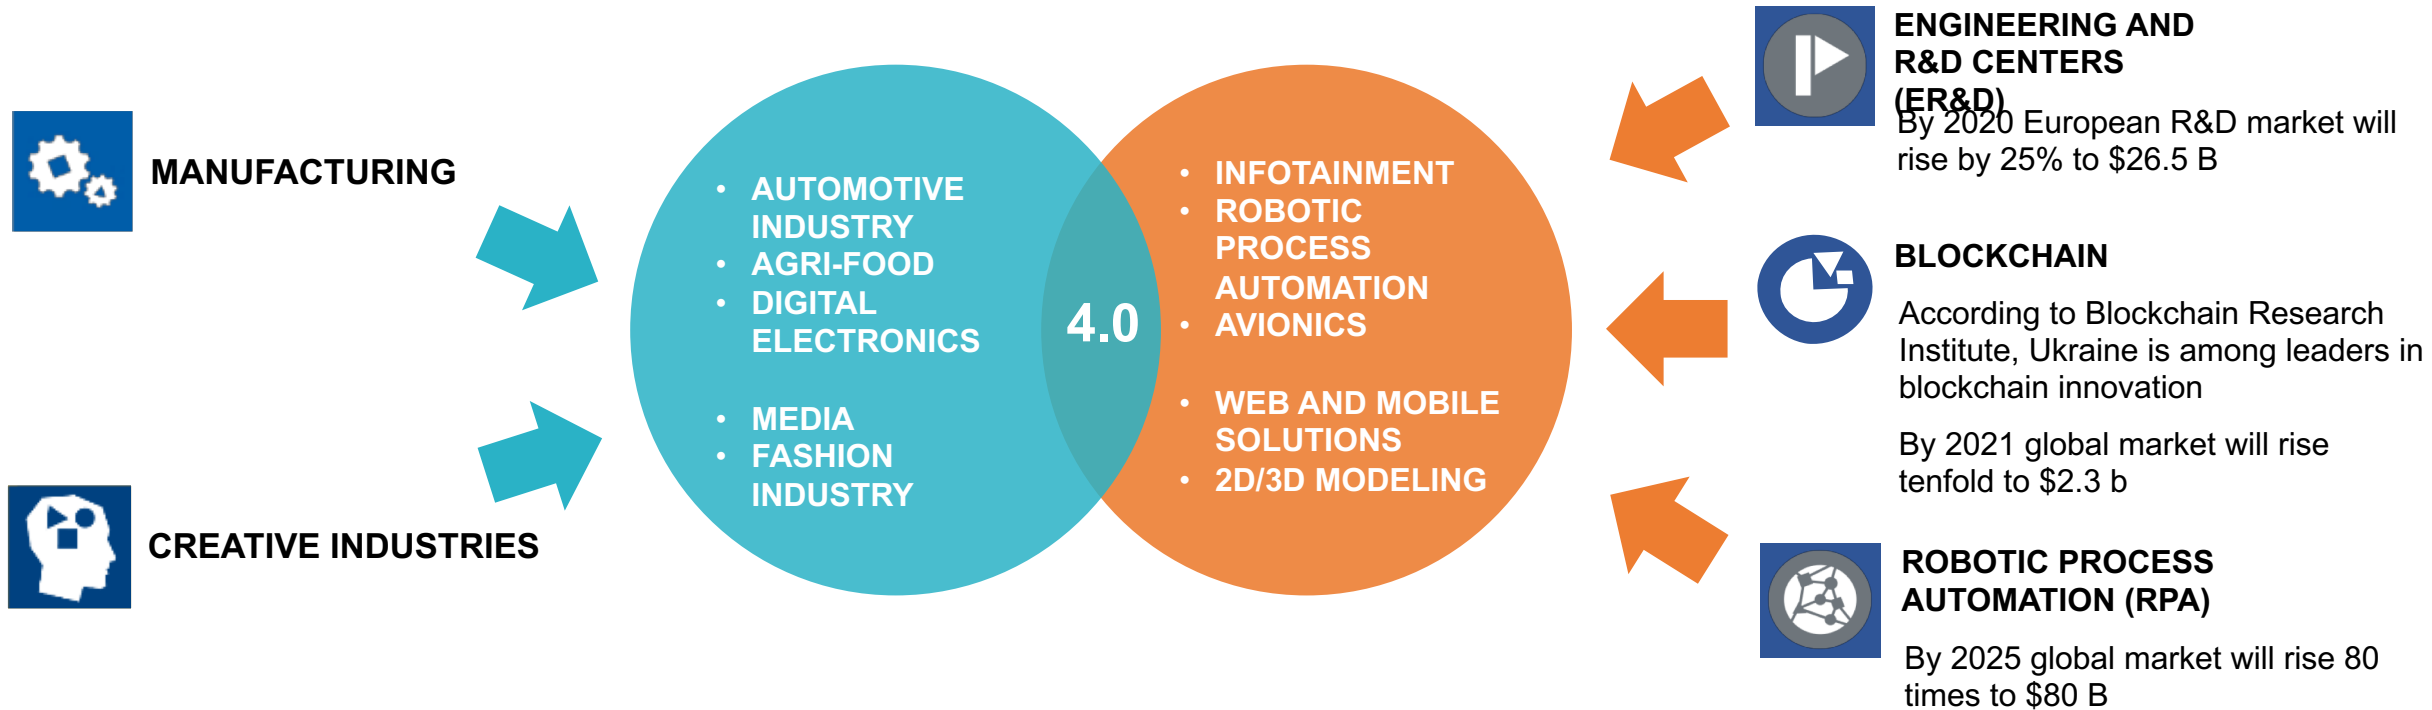 MANUFACTURING
CREATIVE INDUSTRIES
• AUTOMOTIVE
INDUSTRY
• AGRI-FOOD
• DIGITAL
ELECTRONICS
• MEDIA
• FASHION
INDUSTRY
4.0
• INFOTAINMENT
• ROBOTIC
PROCESS
AUTOMATION
• AVIONICS
• WEB AND MOBILE
SOLUTIONS
• 2D/3D MODELING
ENGINEERING AND
R&D CENTERS
(ER&D)
By 2020 European R&D market will
rise by 25% to $26.5 B
BLOCKCHAIN
According to Blockchain Research
Institute, Ukraine is among leaders in
blockchain innovation
By 2021 global market will rise
tenfold to $2.3 b
ROBOTIC PROCESS
AUTOMATION (RPA)
By 2025 global market will rise 80
times to $80 B